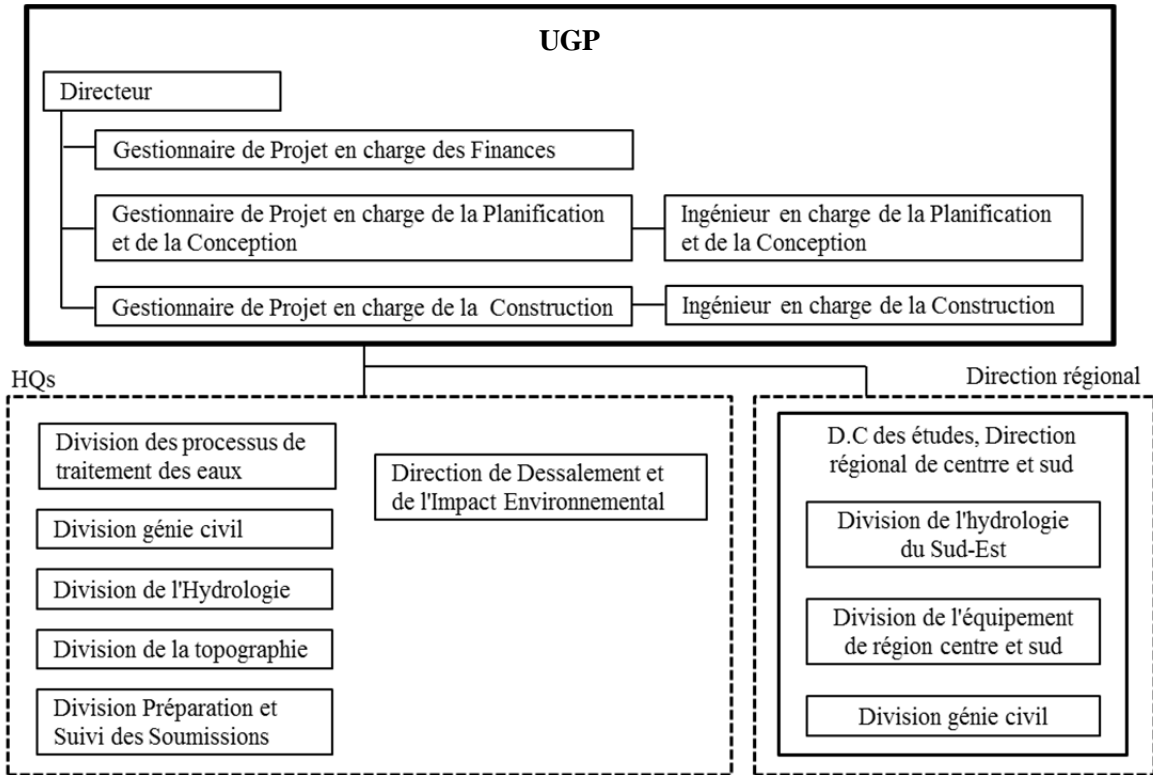 UGP
Directeur
Gestionnaire de Projet en charge des Finances
Gestionnaire de Projet en charge de la Planification
et de la Conception
Ingénieur en charge de la Planification
et de la Conception
Gestionnaire de Projet en charge de la Construction
Ingénieur en charge de la Construction
HQs
Division des processus de
traitement des eaux
Division génie civil
Division de l'Hydrologie
Division de la topographie
Division Préparation et
Suivi des Soumissions
Direction de Dessalement et
de l'Impact Environnemental
Direction régional
D.C des études, Direction
régional de centrre et sud
Division de l'hydrologie
du Sud-Est
Division de l'équipement
de région centre et sud
Division génie civil